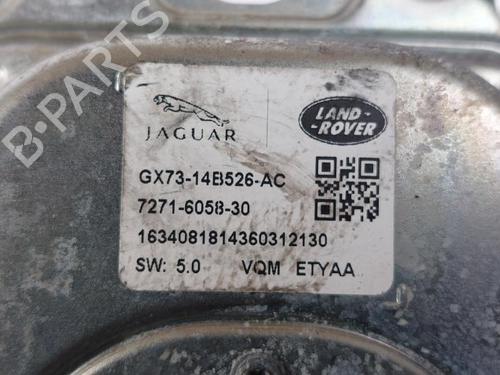 JAGUAR
LAND-
-ROVER
GX73-14B526-AC
7271-6058-30
1634081814360312130
SW: 5.0 VQM ETYAA
B-PARTS